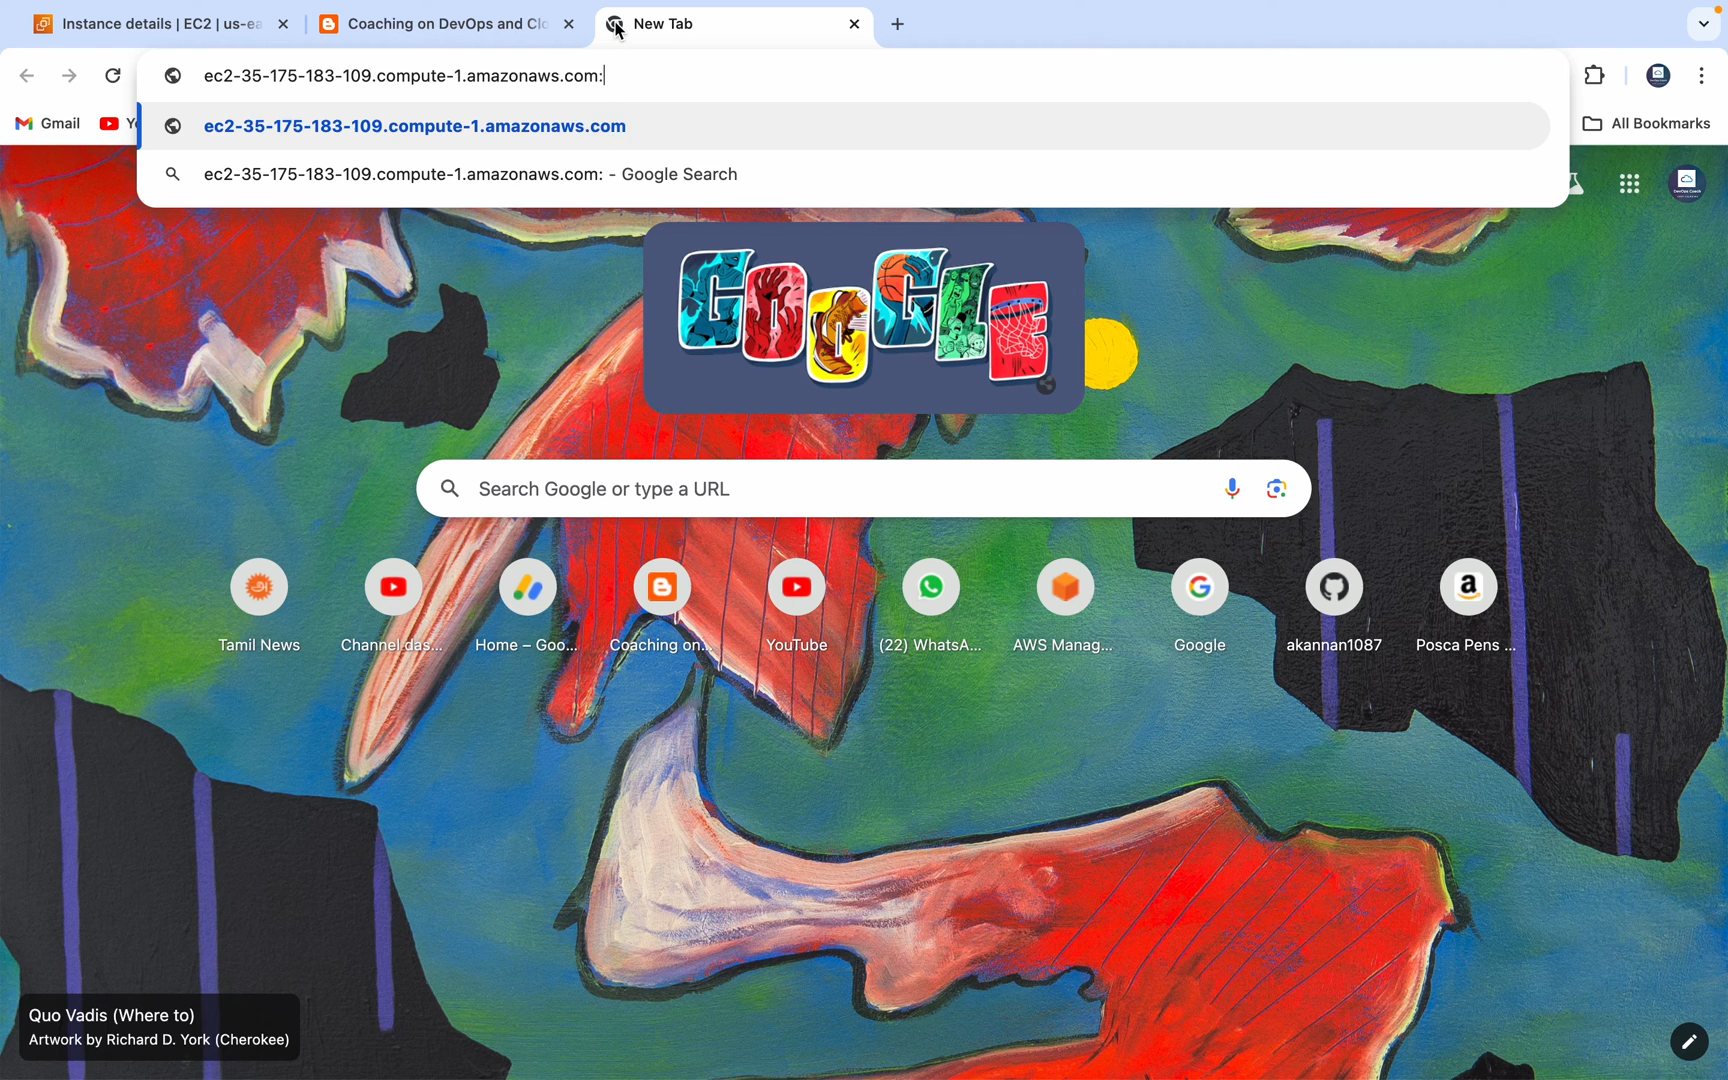 Instance details | EC2 | us-ea
Coaching on DevOps and Clo
New Tab
ec2-35-175-183-109.compute-1.amazonaws.com:
ec2-35-175-183-109.compute-1.amazonaws.com
ec2-35-175-183-109.compute-1.amazonaws.com: - Google Search
Gmail
Yo
All Bookmarks
GOOGLE
Search Google or type a URL
Tamil News
Channel das...
Home – Goo...
Coaching on...
YouTube
(22) WhatsA...
AWS Manag...
Google
akannan1087
Posca Pens ...
Quo Vadis (Where to)
Artwork by Richard D. York (Cherokee)